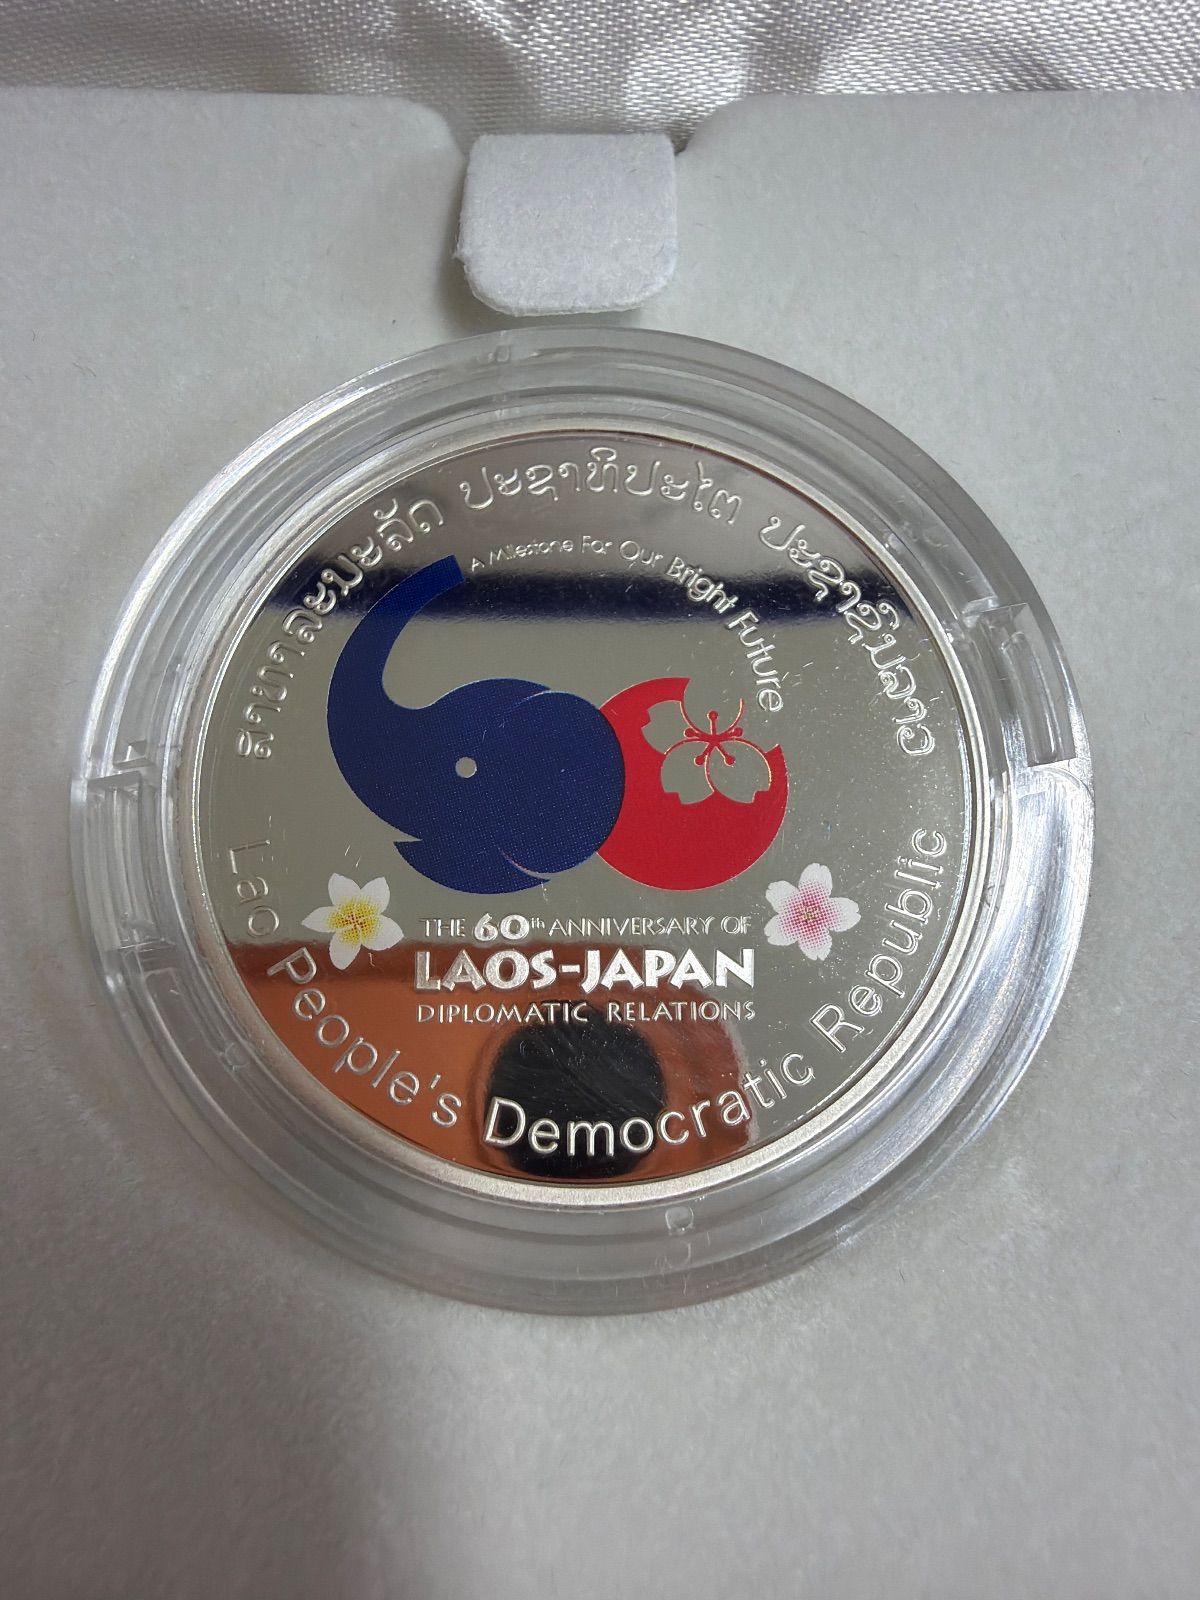 ສາທາລະນະລັດ ປະຊາທິປະໄຕ ປະຊາຊົນລາວ
A Milestone For Our Bright Future
THE 60th ANNIVERSARY OF
LAOS-JAPAN
DIPLOMATIC RELATIONS
Lao People's Democratic Republic